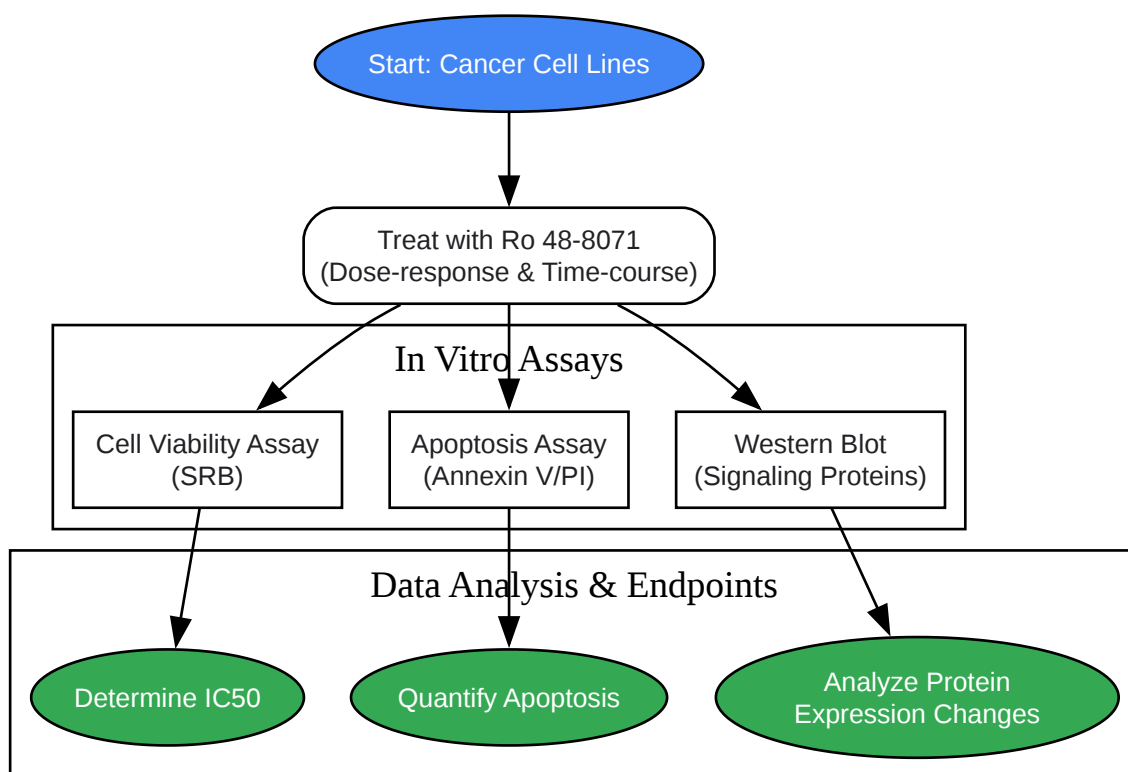 Start: Cancer Cell Lines
Treat with Ro 48-8071
(Dose-response & Time-course)
In Vitro Assays
Cell Viability Assay
(SRB)
Apoptosis Assay
(Annexin V/PI)
Western Blot
(Signaling Proteins)
Data Analysis & Endpoints
Determine IC50
Quantify Apoptosis
Analyze Protein
Expression Changes